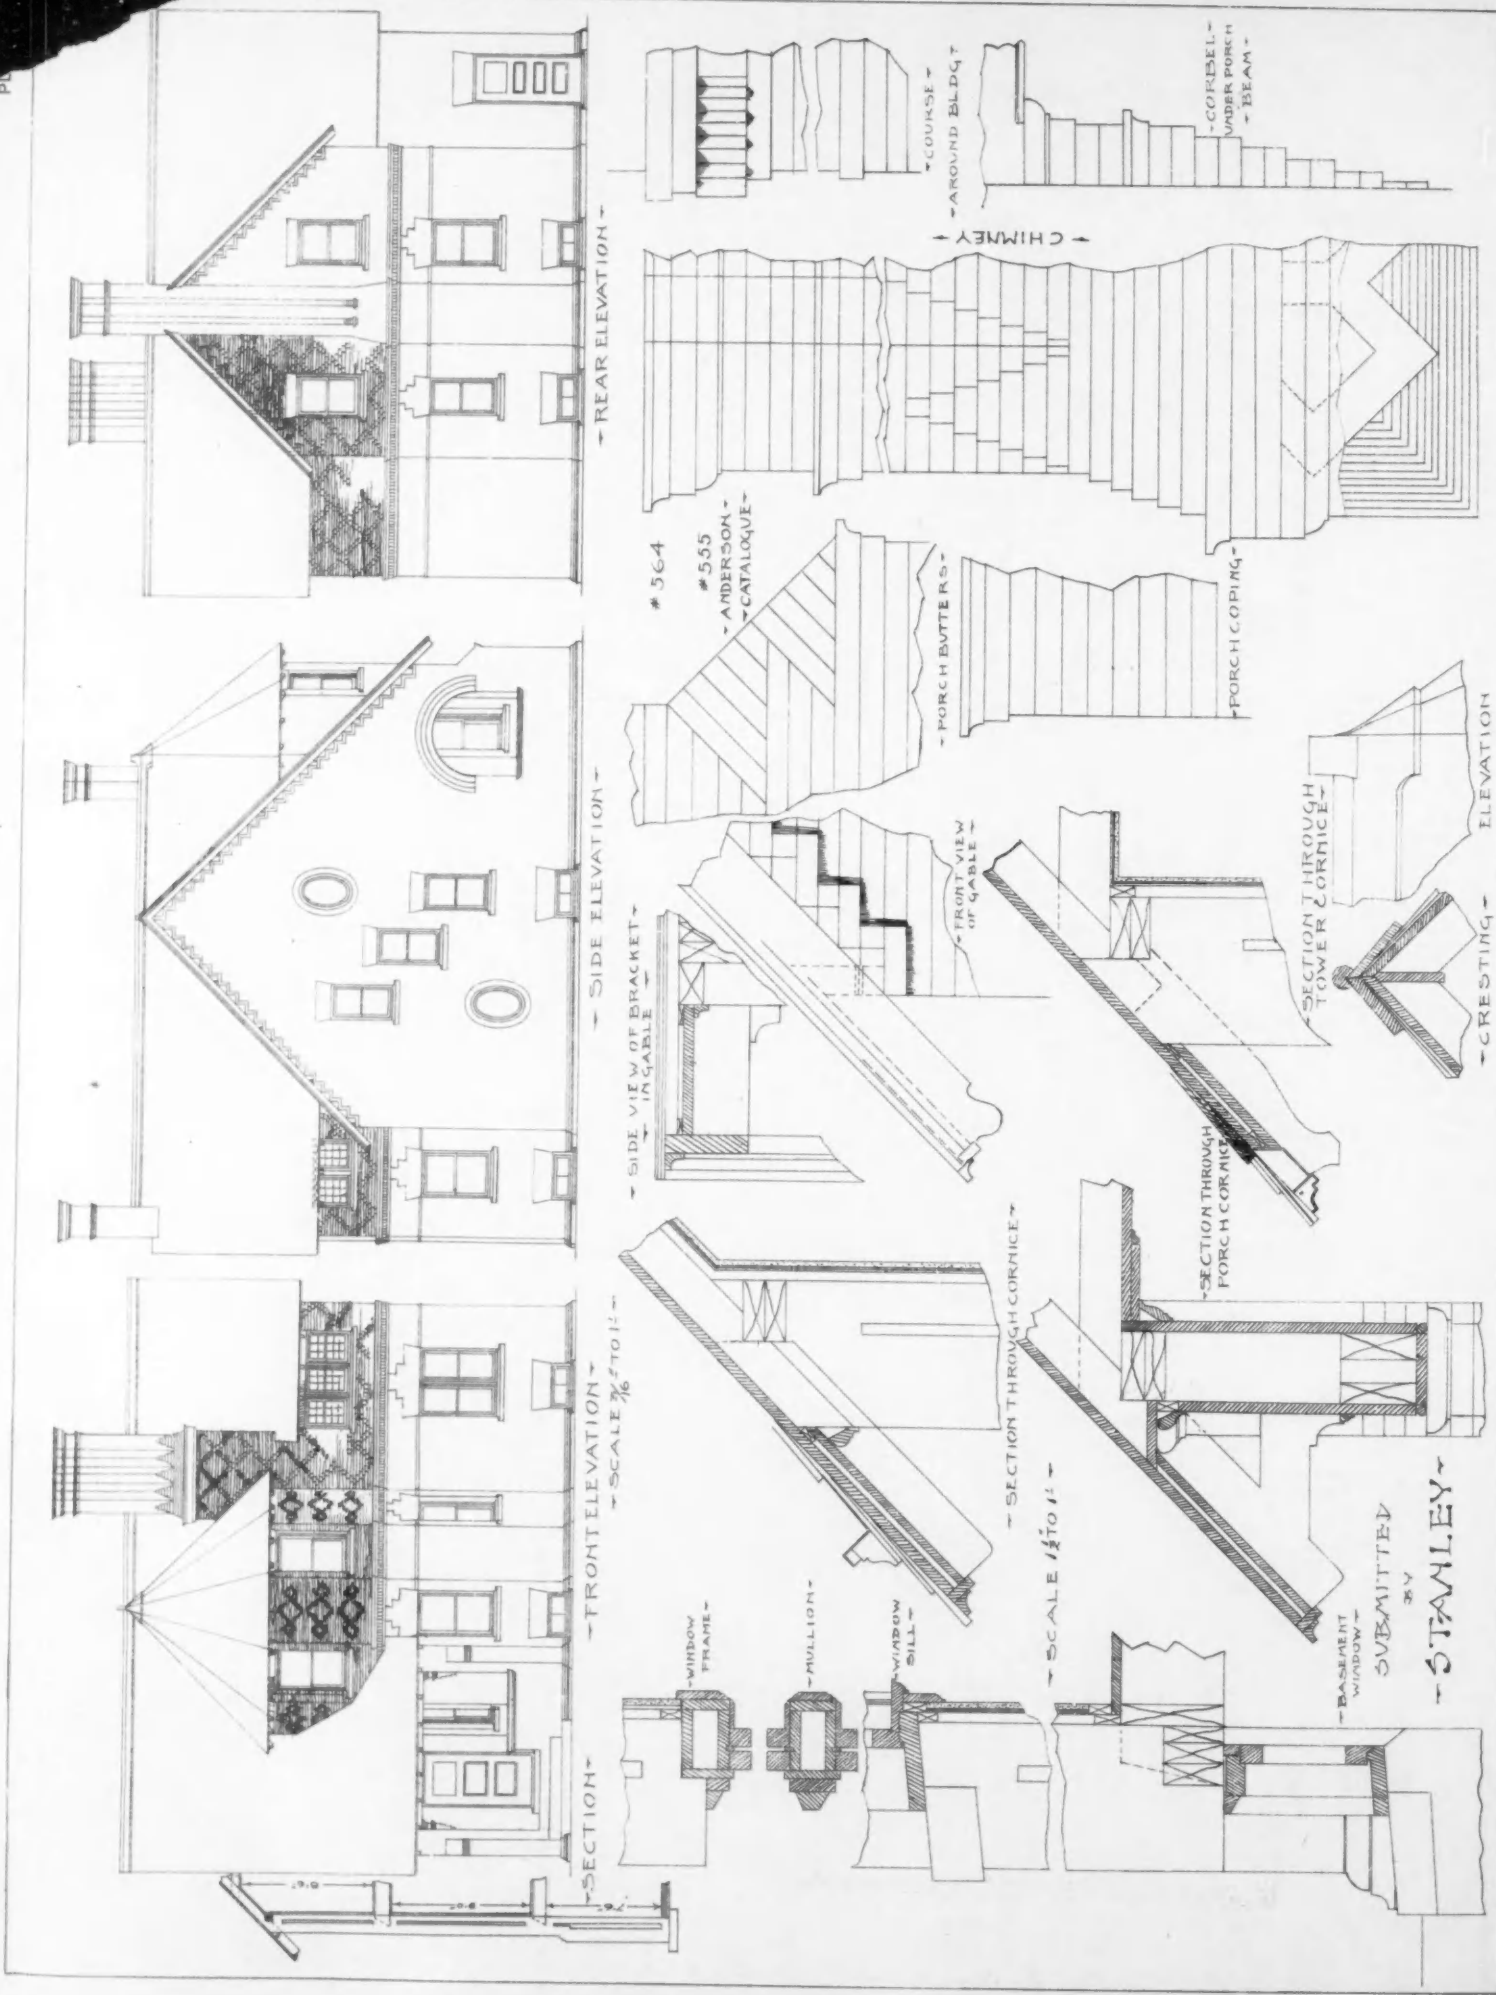 -SECTION-
-FRONT ELEVATION-
-SCALE 3/16" TO 1'-
-SIDE ELEVATION-
-REAR ELEVATION-
-WINDOW
FRAME-
-MULLION-
-WINDOW
SILL-
-SCALE 1 1/2" TO 1'-
-BASEMENT
WINDOW-
-SECTION THROUGH CORNICE-
-SIDE VIEW OF BRACKET-
-IN GABLE-
-FRONT VIEW
OF GABLE-
-SECTION THROUGH
PORCH CORNICE-
-SECTION THROUGH
TOWER CORNICE-
-CRESTING-
ELEVATION
#564
#555
-ANDERSON-
-CATALOGUE-
-PORCH BUTTERS-
-PORCH COPING-
-CHIMNEY-
-COURSE-
-AROUND BLDG-
-CORBEL-
UNDER PORCH
-BEAM-
SUBMITTED
BY
-STANLEY-